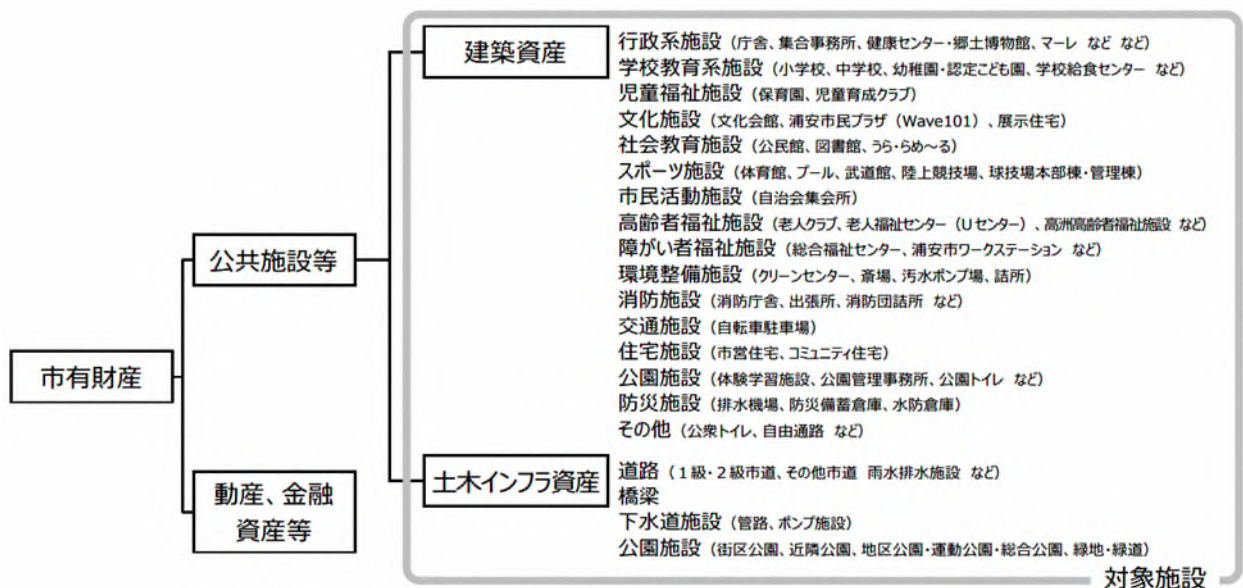 建築資産
行政系施設（庁舎、集合事務所、健康センター・郷土博物館、マーレ など など）
学校教育系施設（小学校、中学校、幼稚園・認定こども園、学校給食センター など）
児童福祉施設（保育園、児童育成クラブ）
文化施設（文化会館、浦安市民プラザ（Wave101）、展示住宅）
社会教育施設（公民館、図書館、うら・らめ～る）
スポーツ施設（体育館、プール、武道館、陸上競技場、球技場本部棟・管理棟）
市民活動施設（自治会集会所）
高齢者福祉施設（老人クラブ、老人福祉センター（Uセンター）、高洲高齢者福祉施設 など）
障がい者福祉施設（総合福祉センター、浦安市ワークステーション など）
環境整備施設（クリーンセンター、斎場、汚水ポンプ場、詰所）
消防施設（消防庁舎、出張所、消防団詰所 など）
交通施設（自転車駐車場）
住宅施設（市営住宅、コミュニティ住宅）
公園施設（体験学習施設、公園管理事務所、公園トイレ など）
防災施設（排水機場、防災備蓄倉庫、水防倉庫）
その他（公衆トイレ、自由通路 など）
公共施設等
市有財産
動産、金融
資産等
土木インフラ資産
道路（１級・２級市道、その他市道 雨水排水施設 など）
橋梁
下水道施設（管路、ポンプ施設）
公園施設（街区公園、近隣公園、地区公園・運動公園・総合公園、緑地・緑道）
対象施設